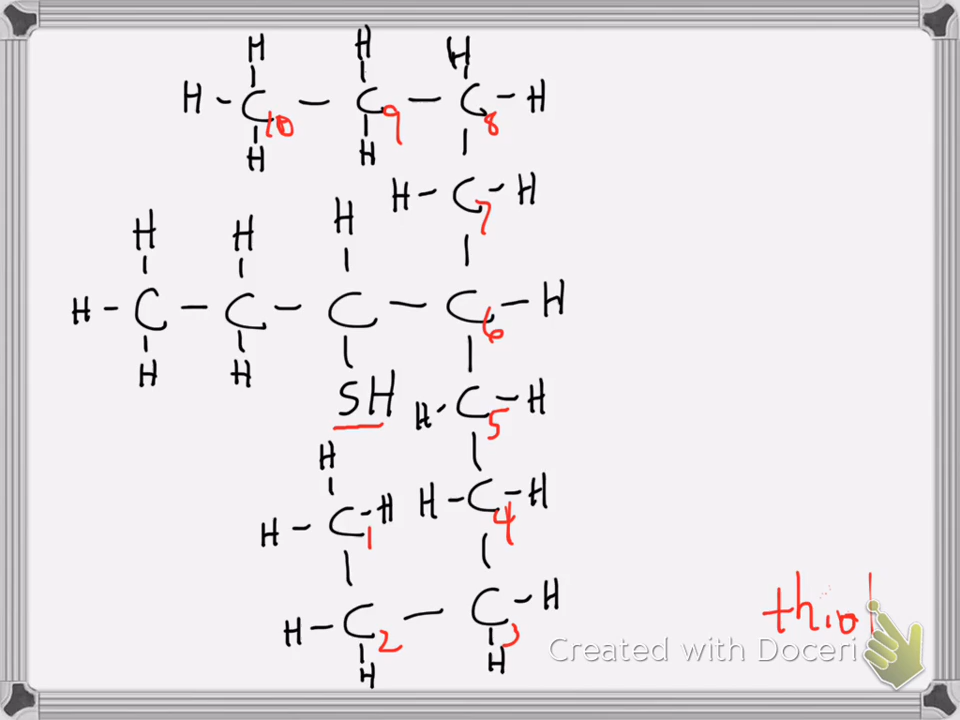 H H H
H - C10 - C9 - C8 - H
H H
H - C7 - H
H H H
H - C - C - C - C6 - H
H H SH
H - C5 - H
H
H - C1 - H H - C4 - H
H - C2 - C3 - H
H H
thiol
Created with Doceri